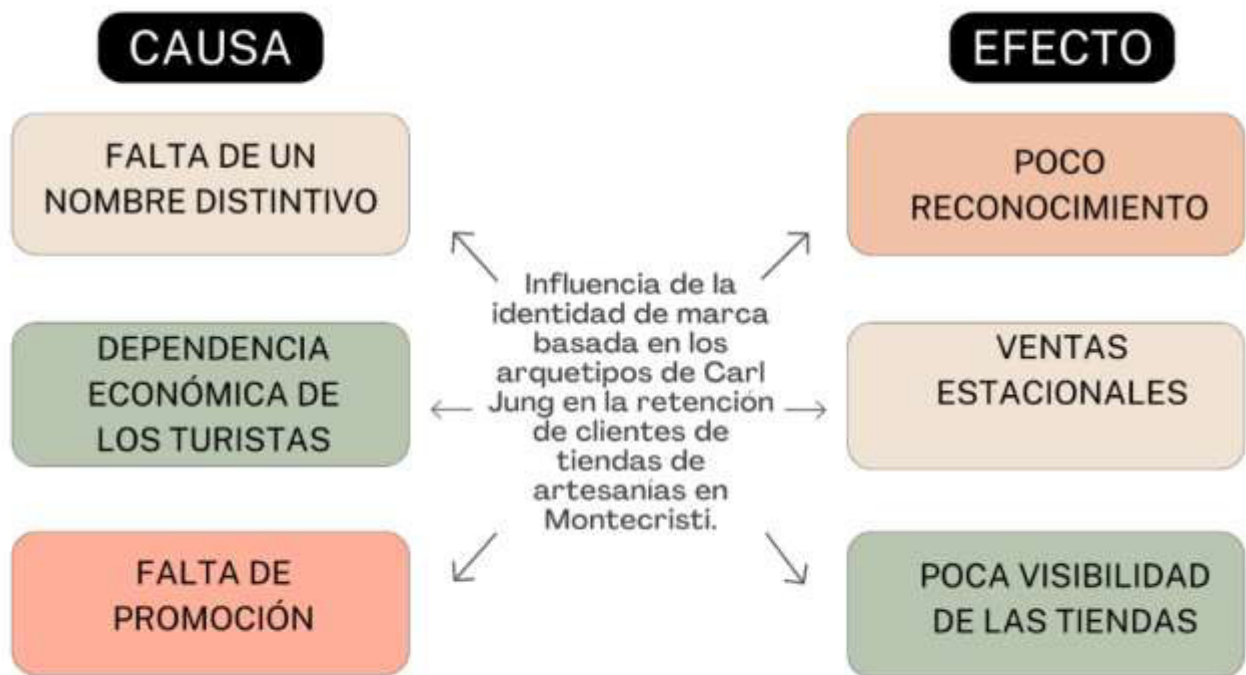 CAUSA
EFECTO
FALTA DE UN
NOMBRE DISTINTIVO
POCO
RECONOCIMIENTO
Influencia de la
identidad de marca
basada en los
arquetipos de Carl
Jung en la retención
de clientes de
tiendas de
artesanías en
Montecristi.
DEPENDENCIA
ECONÓMICA DE
LOS TURISTAS
VENTAS
ESTACIONALES
FALTA DE
PROMOCIÓN
POCA VISIBILIDAD
DE LAS TIENDAS